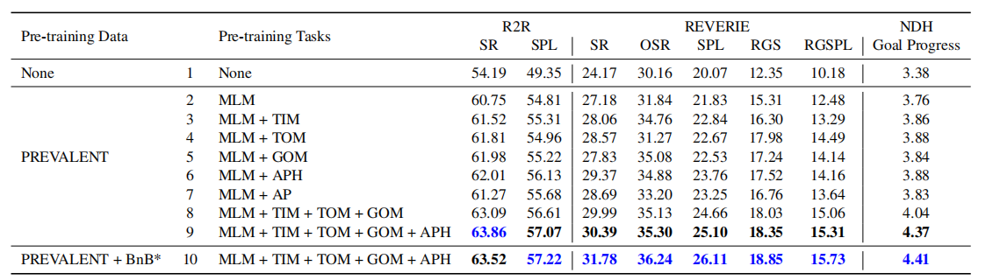 R2R REVERIE NDH
Pre-training Data Pre-training Tasks
SR SPL SR OSR SPL RGS RGSPL Goal Progress
None 1 None 54.19 49.35 24.17 30.16 20.07 12.35 10.18 3.38
2 MLM 60.75 54.81 27.18 31.84 21.83 15.31 12.48 3.76
3 MLM + TIM 61.52 55.31 28.06 34.76 22.84 16.30 13.29 3.86
4 MLM + TOM 61.81 54.96 28.57 31.27 22.67 17.98 14.49 3.88
PREVALENT 5 MLM + GOM 61.98 55.22 27.83 35.08 22.53 17.24 14.14 3.84
6 MLM + APH 62.01 56.13 29.37 34.88 23.76 17.52 14.16 3.88
7 MLM + AP 61.27 55.68 28.69 33.20 23.25 16.76 13.64 3.83
8 MLM + TIM + TOM + GOM 63.09 56.61 29.99 35.13 24.66 18.03 15.06 4.04
9 MLM + TIM + TOM + GOM + APH 63.86 57.07 30.39 35.30 25.10 18.35 15.31 4.37
PREVALENT + BnB* 10 MLM + TIM + TOM + GOM + APH 63.52 57.22 31.78 36.24 26.11 18.85 15.73 4.41